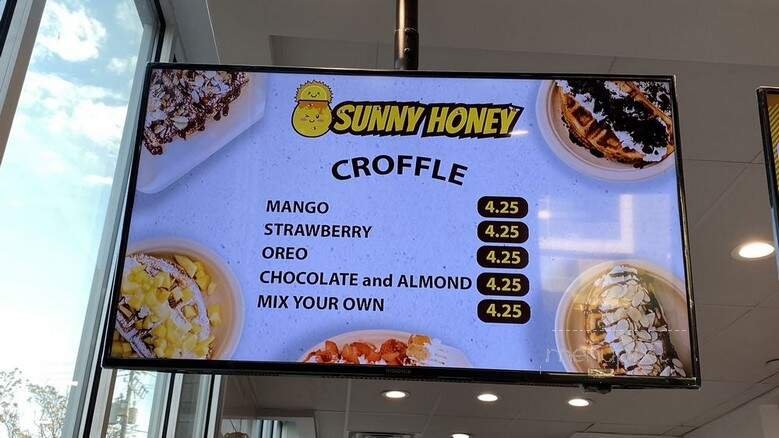 SUNNY HONEY
CROFFLE
MANGO 4.25
STRAWBERRY 4.25
OREO 4.25
CHOCOLATE and ALMOND 4.25
MIX YOUR OWN 4.25